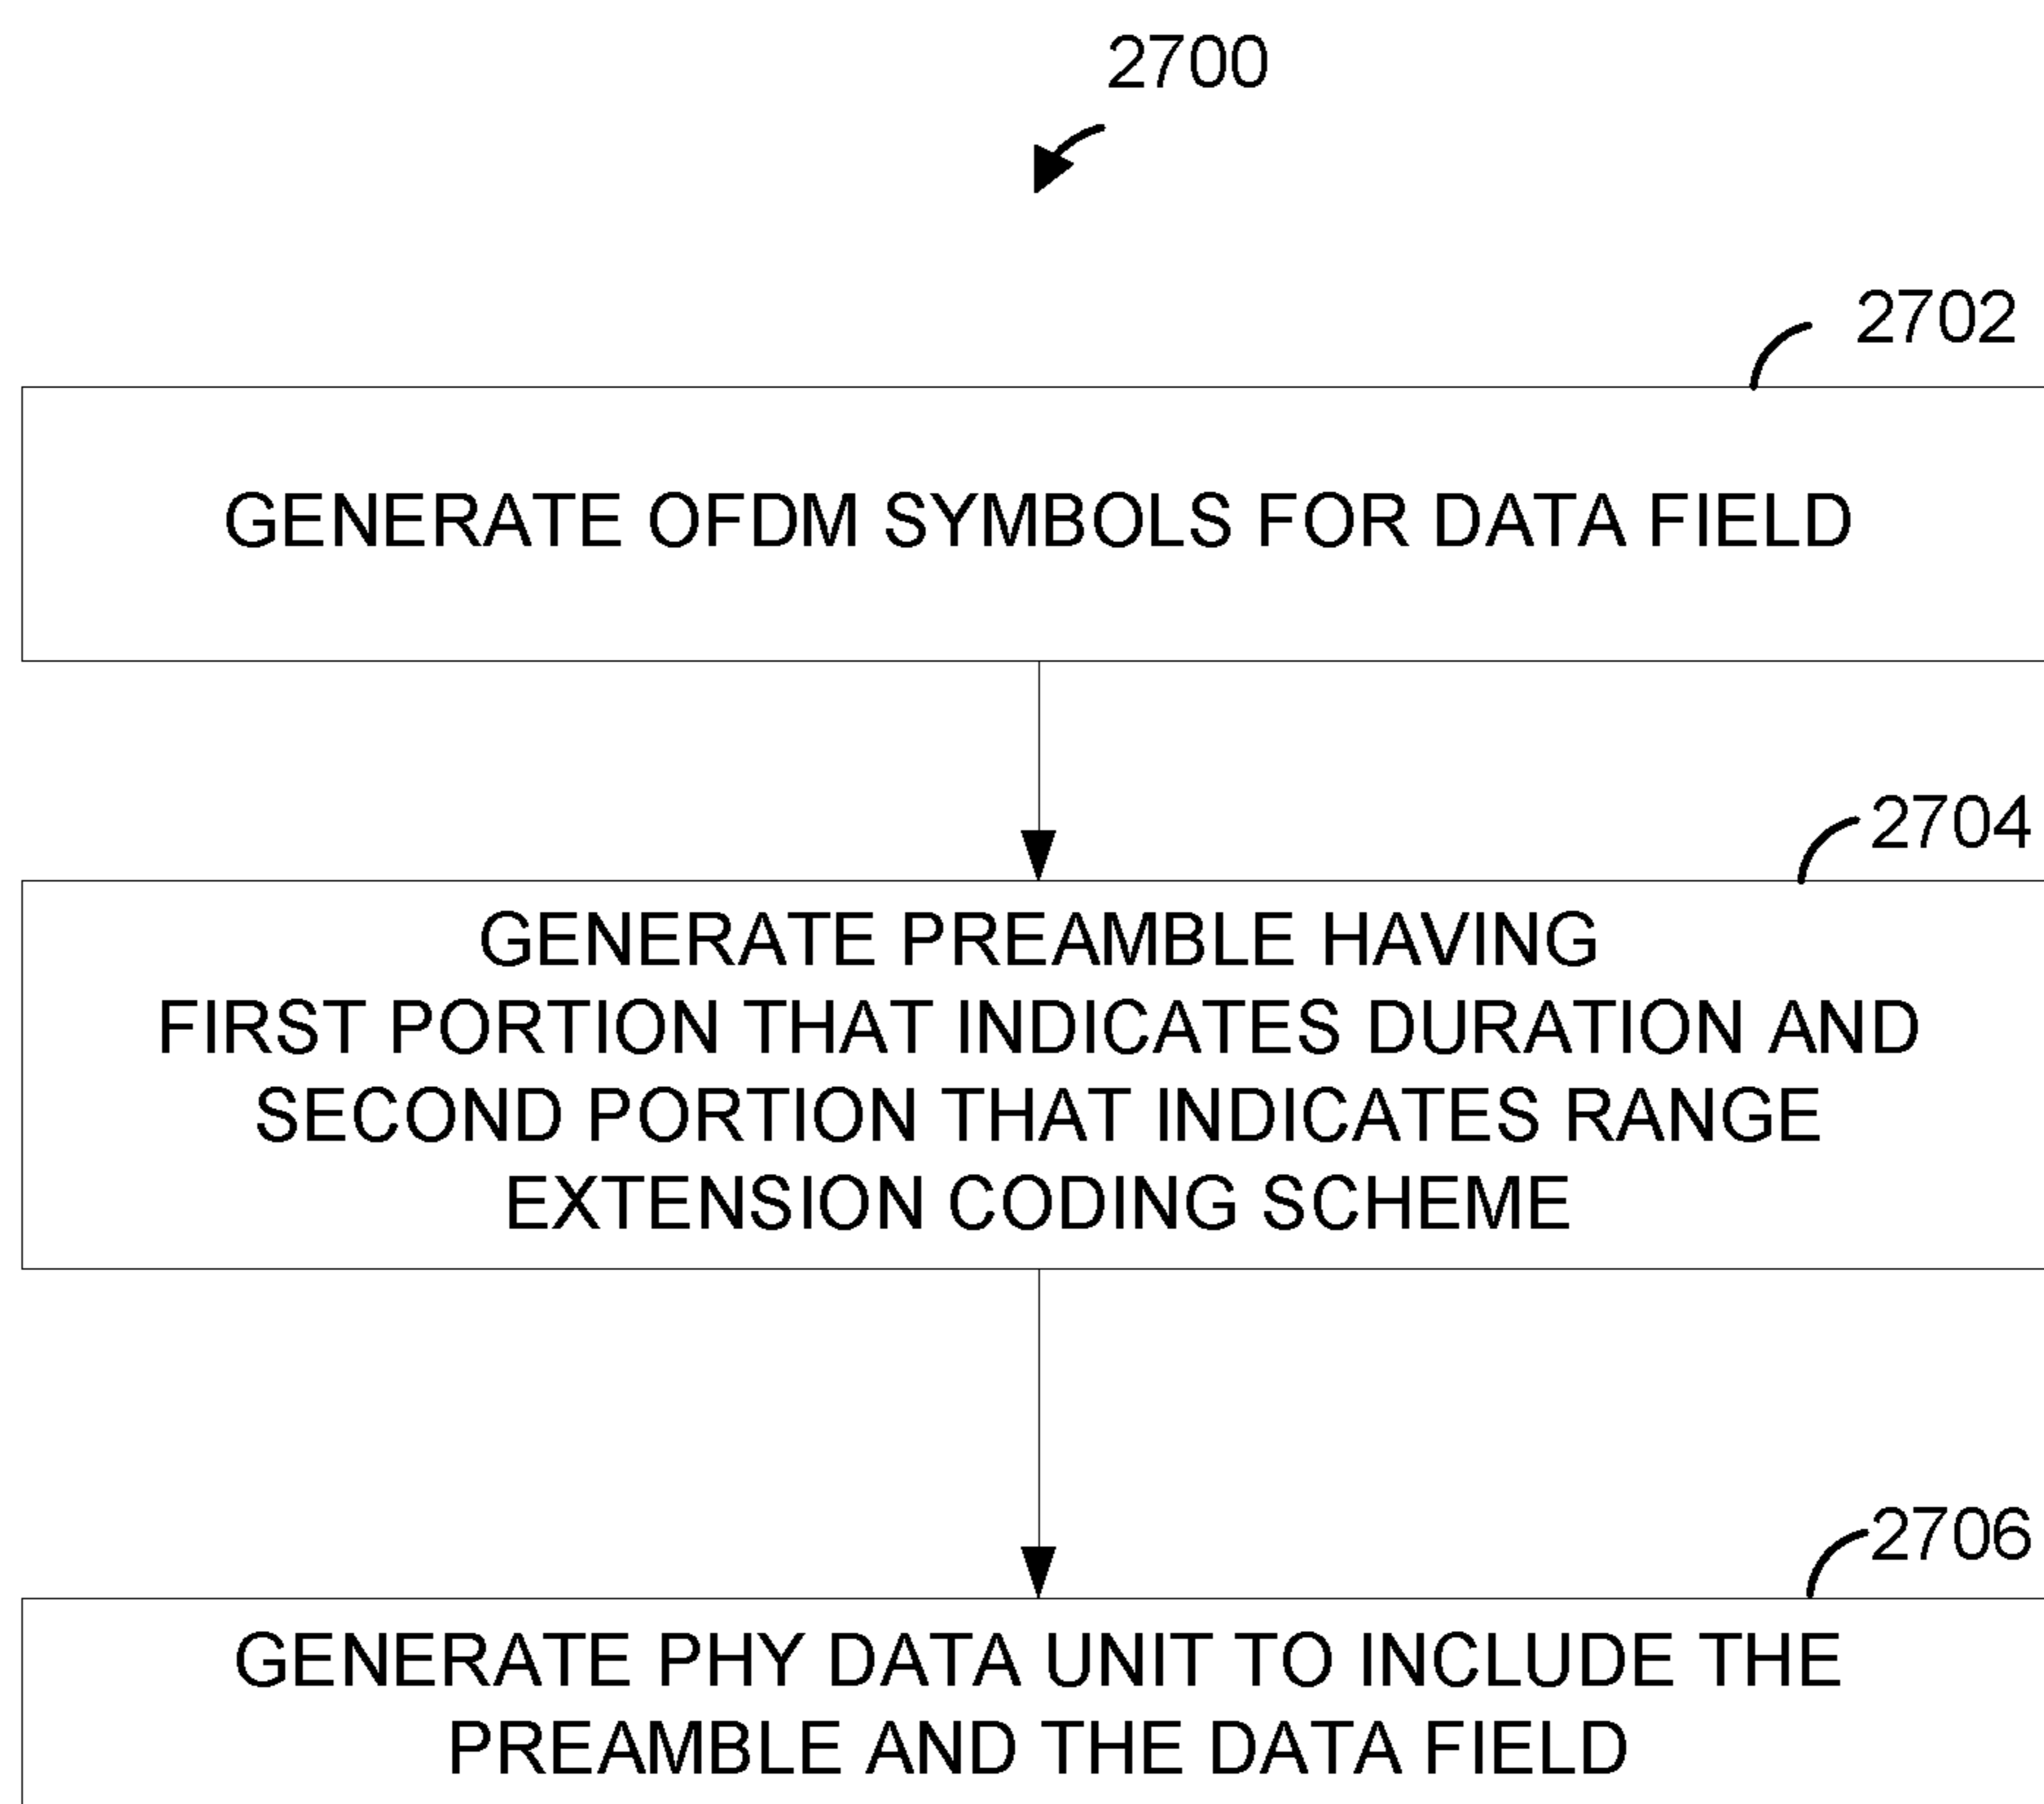 2700
2702
GENERATE OFDM SYMBOLS FOR DATA FIELD
2704
GENERATE PREAMBLE HAVING
FIRST PORTION THAT INDICATES DURATION AND
SECOND PORTION THAT INDICATES RANGE
EXTENSION CODING SCHEME
2706
GENERATE PHY DATA UNIT TO INCLUDE THE
PREAMBLE AND THE DATA FIELD